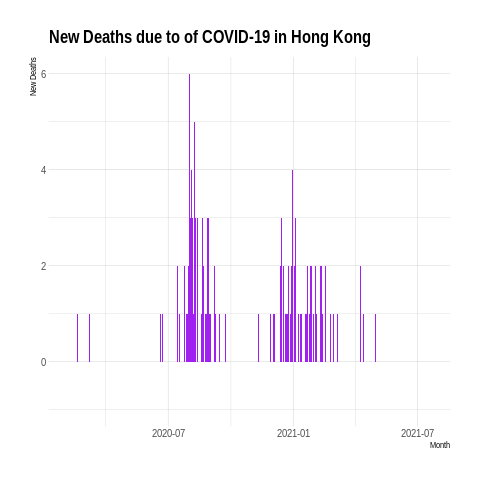 New Deaths due to of COVID-19 in Hong Kong
New Deaths
6
4
2
0
2020-07
2021-01
2021-07
Month